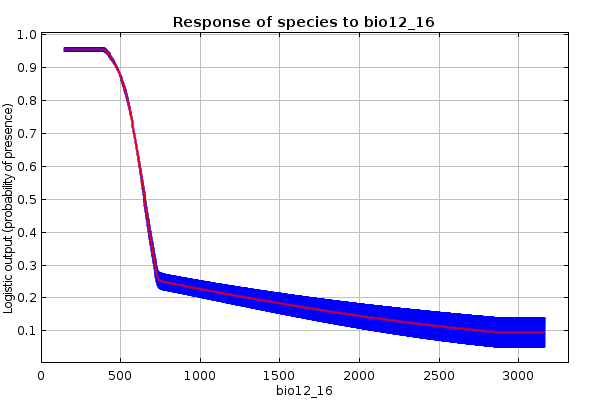 Response of species to bio12_16
Logistic output (probability of presence)
1.0
0.9
0.8
0.7
0.6
0.5
0.4
0.3
0.2
0.1
0 500 1000 1500 2000 2500 3000
bio12_16